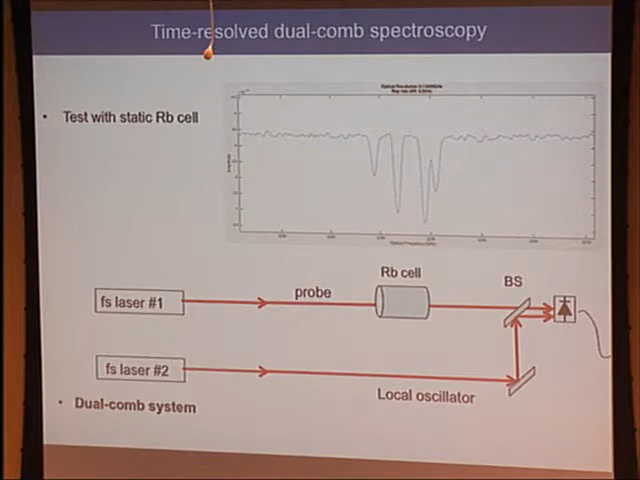 Time-resolved dual-comb spectroscopy
• Test with static Rb cell
Rb cell
BS
fs laser #1
probe
fs laser #2
Local oscillator
• Dual-comb system